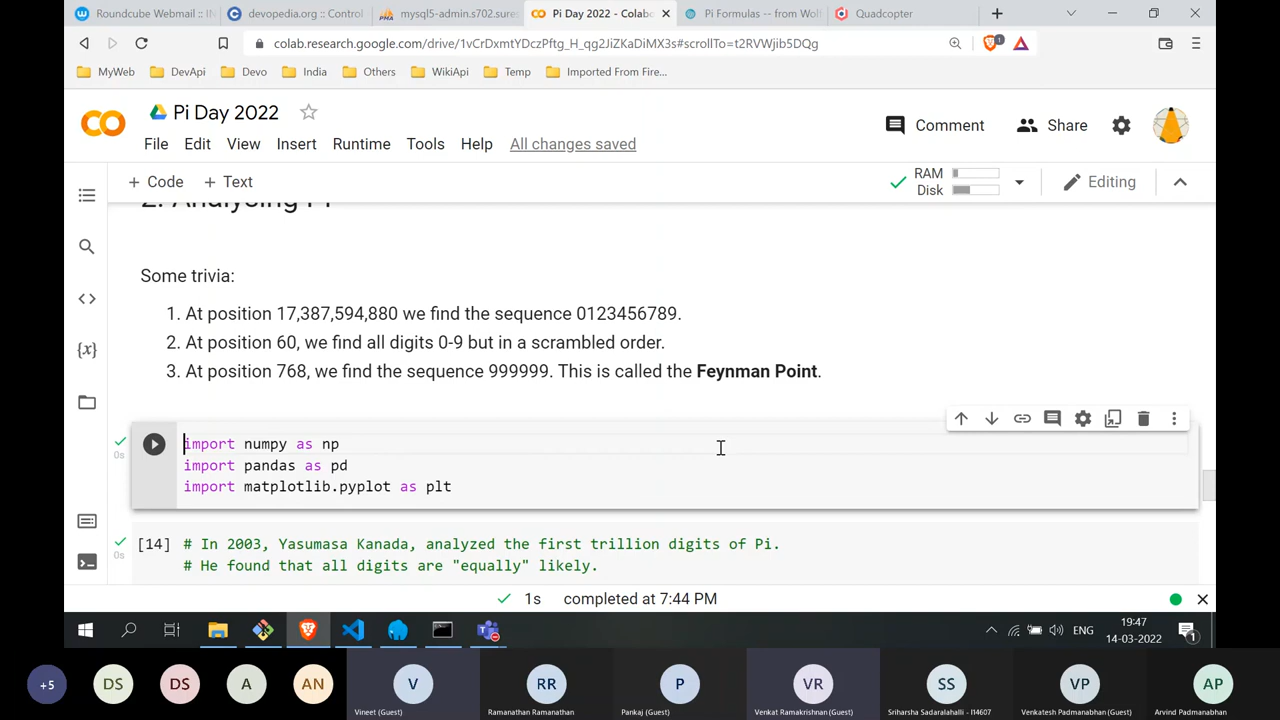 Roundcube Webmail :: IN
devopedia.org :: Control
mysql5-admin.s702.sures
Pi Day 2022 - Colabo
Pi Formulas -- from Wolf
Quadcopter
colab.research.google.com/drive/1vCrDxmtYDczPftg_H_qg2JiZKaDiMX3s#scrollTo=t2RVWjib5DQg
1
MyWeb DevApi Devo India Others WikiApi Temp Imported From Fire...
Pi Day 2022
Comment Share
File Edit View Insert Runtime Tools Help All changes saved
+ Code + Text
RAM
Disk
Editing
2. Analysing Pi
Some trivia:
1. At position 17,387,594,880 we find the sequence 0123456789.
2. At position 60, we find all digits 0-9 but in a scrambled order.
3. At position 768, we find the sequence 999999. This is called the Feynman Point.
0s
import numpy as np
import pandas as pd
import matplotlib.pyplot as plt
0s
[14] # In 2003, Yasumasa Kanada, analyzed the first trillion digits of Pi.
# He found that all digits are "equally" likely.
1s completed at 7:44 PM
ENG
19:47
14-03-2022
1
+5 DS DS A AN V RR P VR SS VP AP
Vineet (Guest) Ramanathan Ramanathan Pankaj (Guest) Venkat Ramakrishnan (Guest) Sriharsha Sadaralahalli - I14607 Venkatesh Padmanabhan (Guest) Arvind Padmanabhan